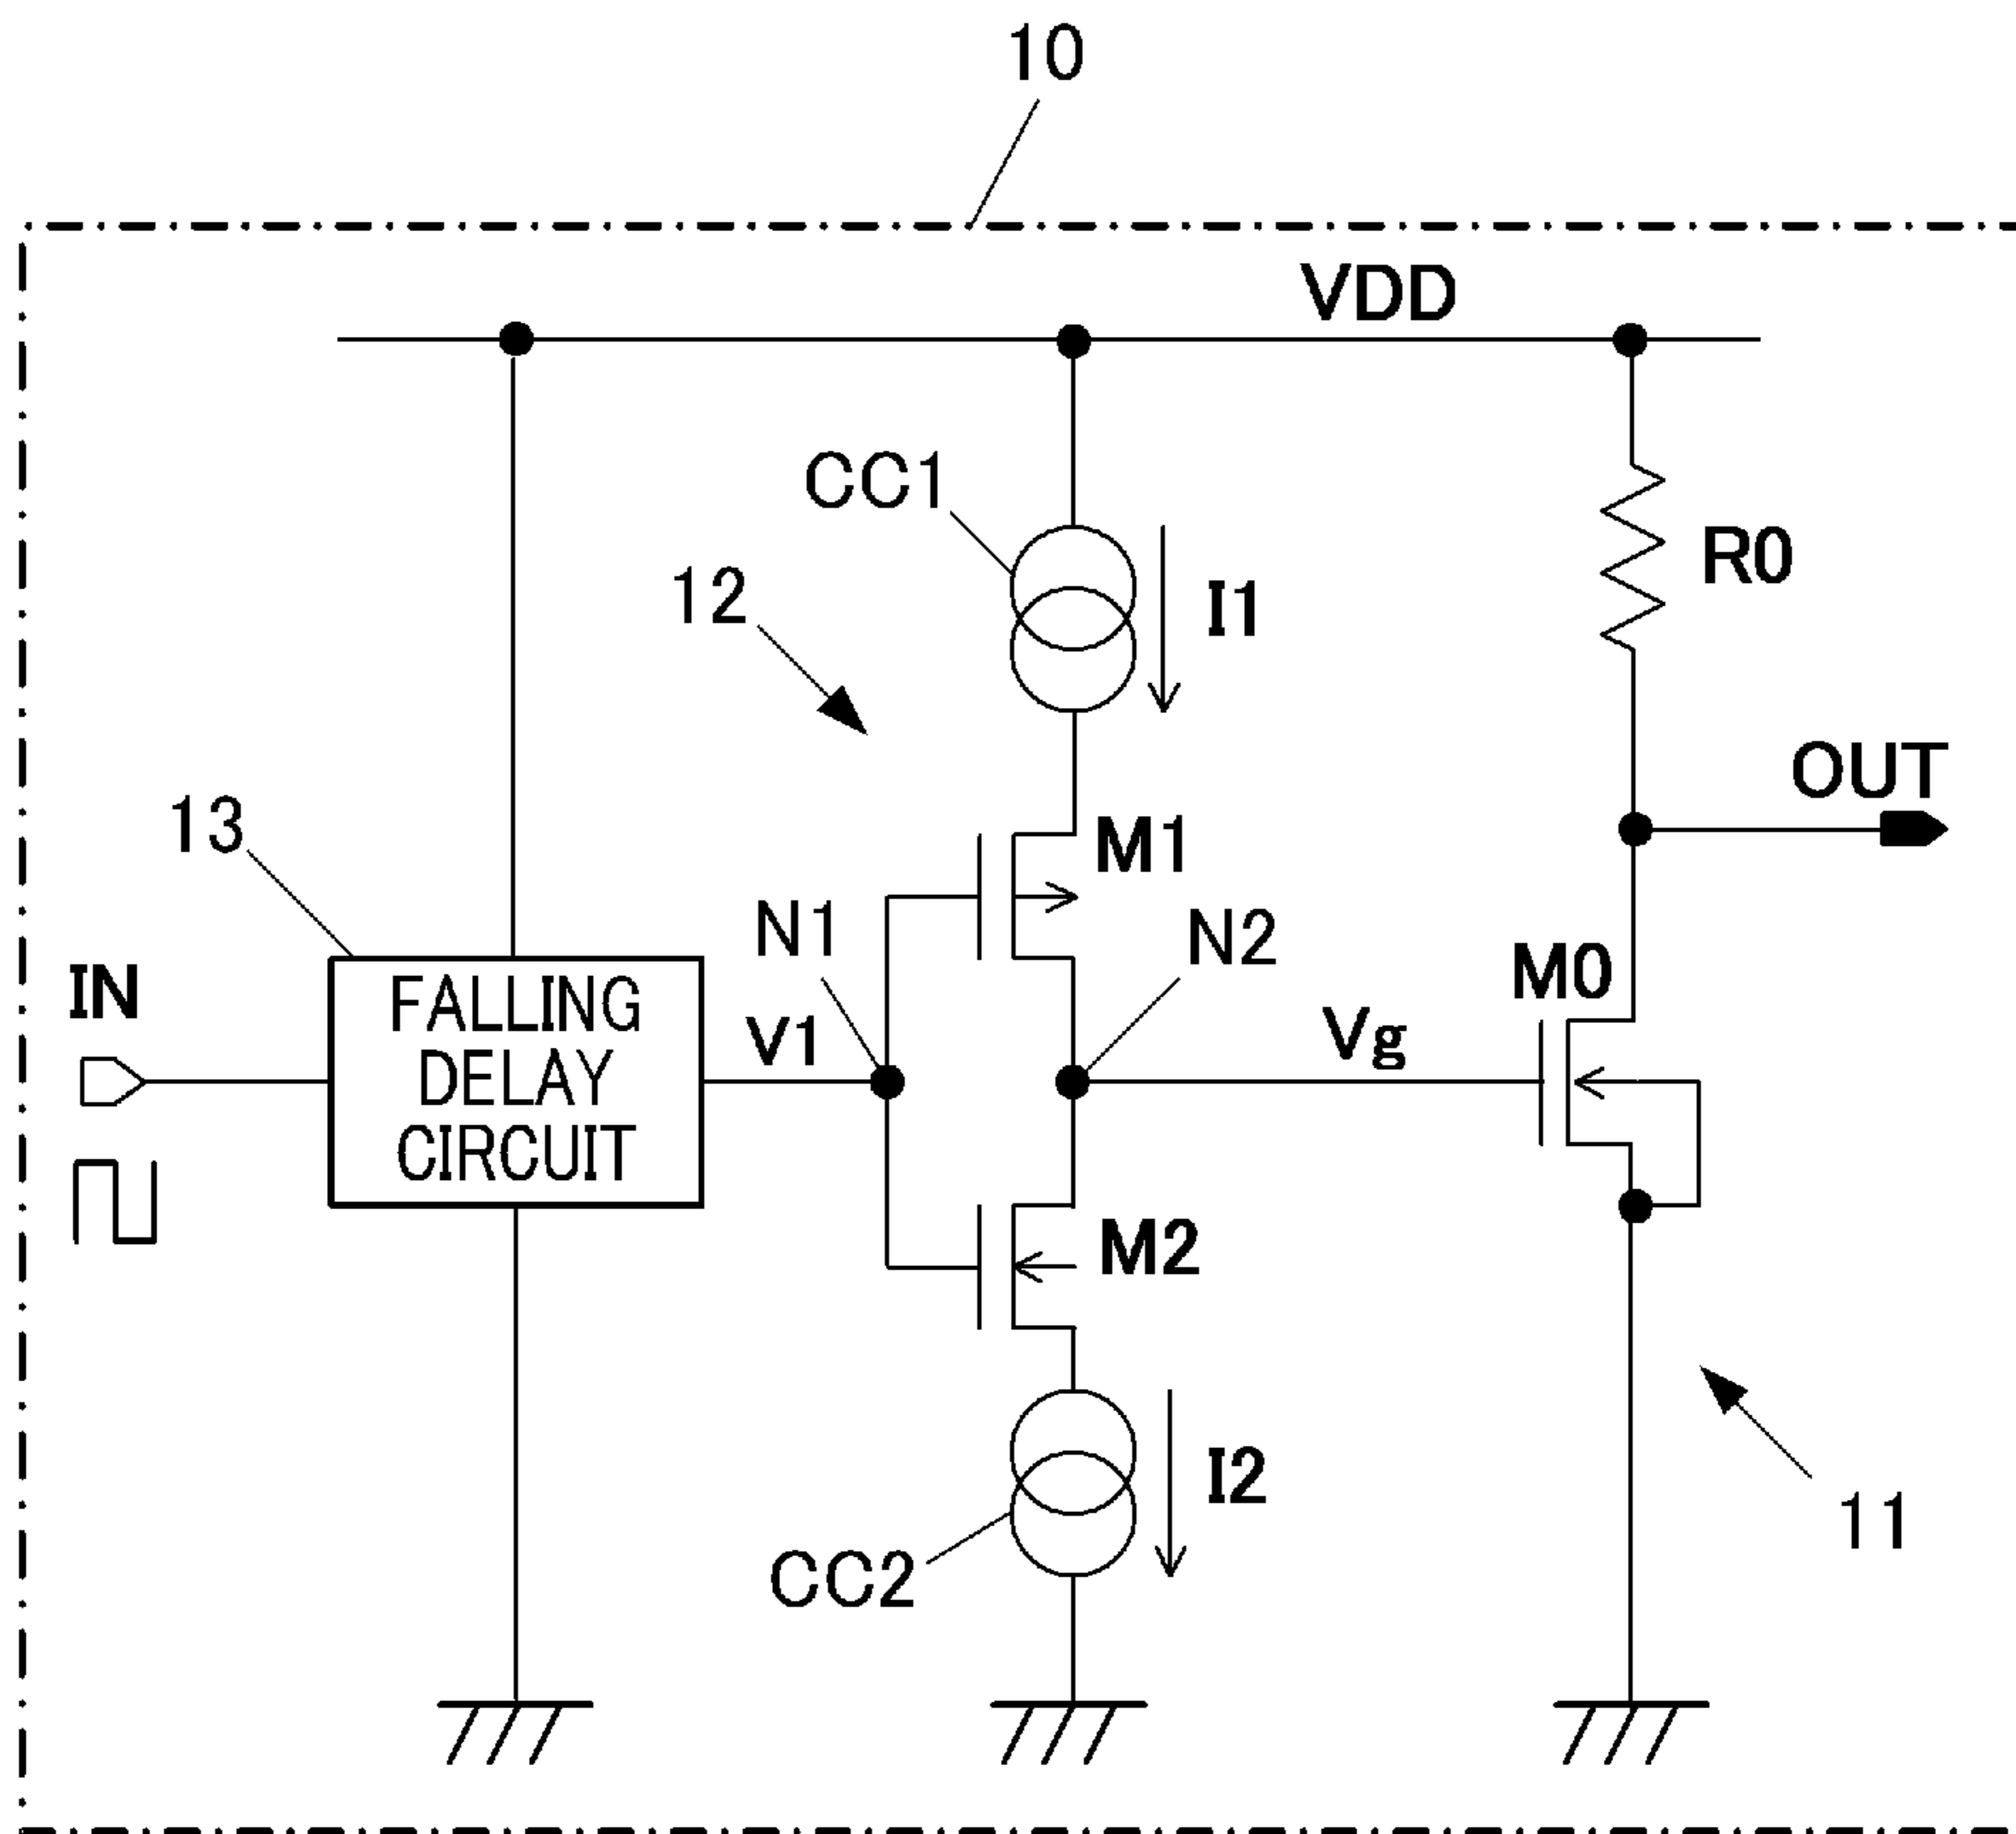 10
VDD
CC1
I1
R0
12
OUT
13
M1
N1
N2
M0
IN
FALLING
DELAY
CIRCUIT
V1
Vg
M2
I2
CC2
11